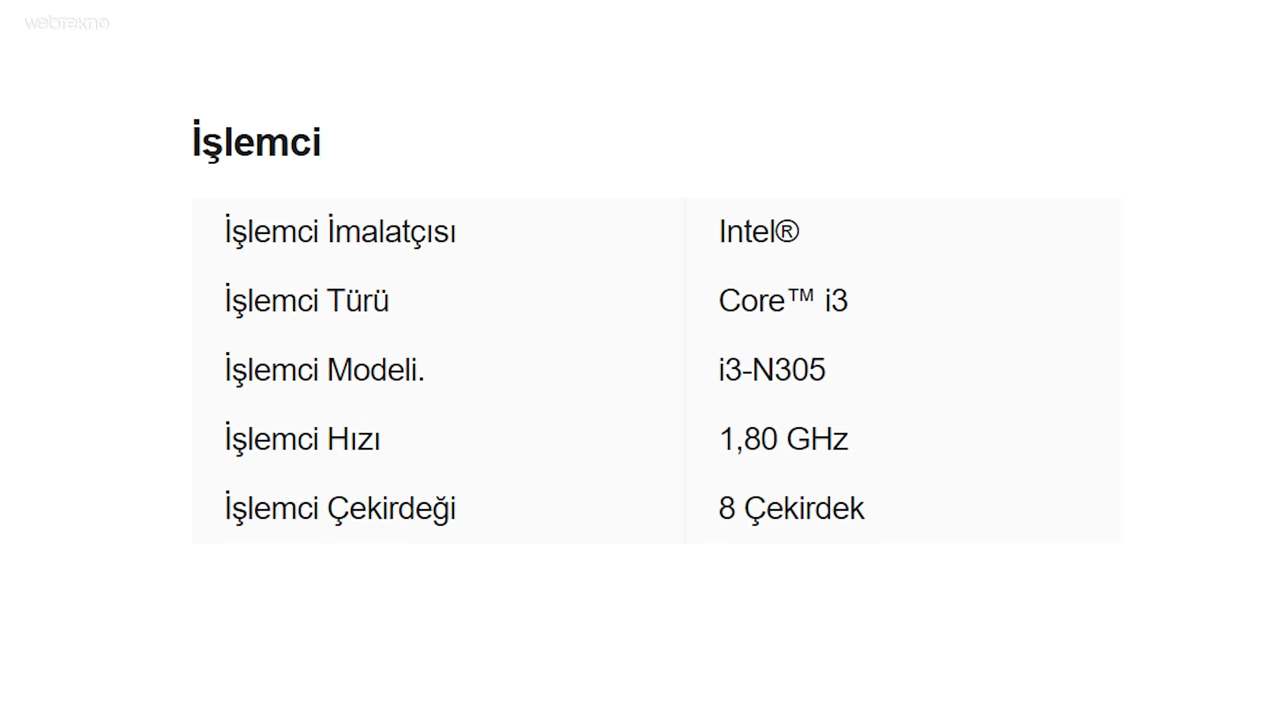 webtekno
İşlemci
İşlemci İmalatçısı Intel®
İşlemci Türü Core™ i3
İşlemci Modeli. i3-N305
İşlemci Hızı 1,80 GHz
İşlemci Çekirdeği 8 Çekirdek